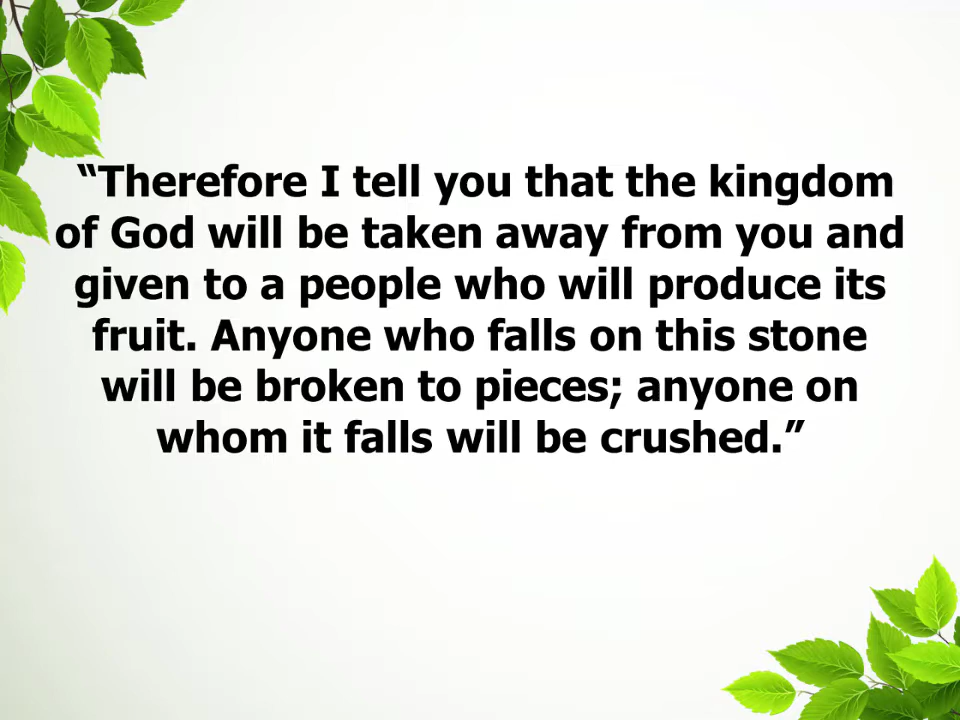 “Therefore I tell you that the kingdom
of God will be taken away from you and
given to a people who will produce its
fruit. Anyone who falls on this stone
will be broken to pieces; anyone on
whom it falls will be crushed.”